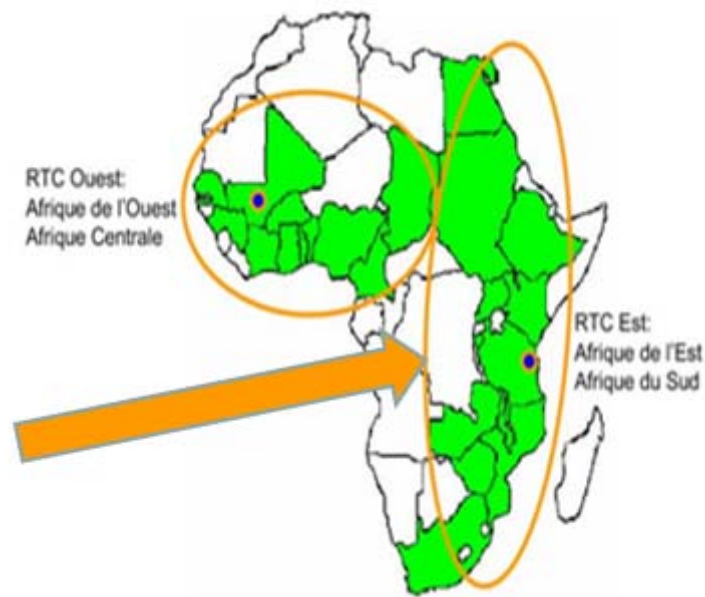 RTC Ouest:
Afrique de l'Ouest
Afrique Centrale
RTC Est:
Afrique de l'Est
Afrique du Sud